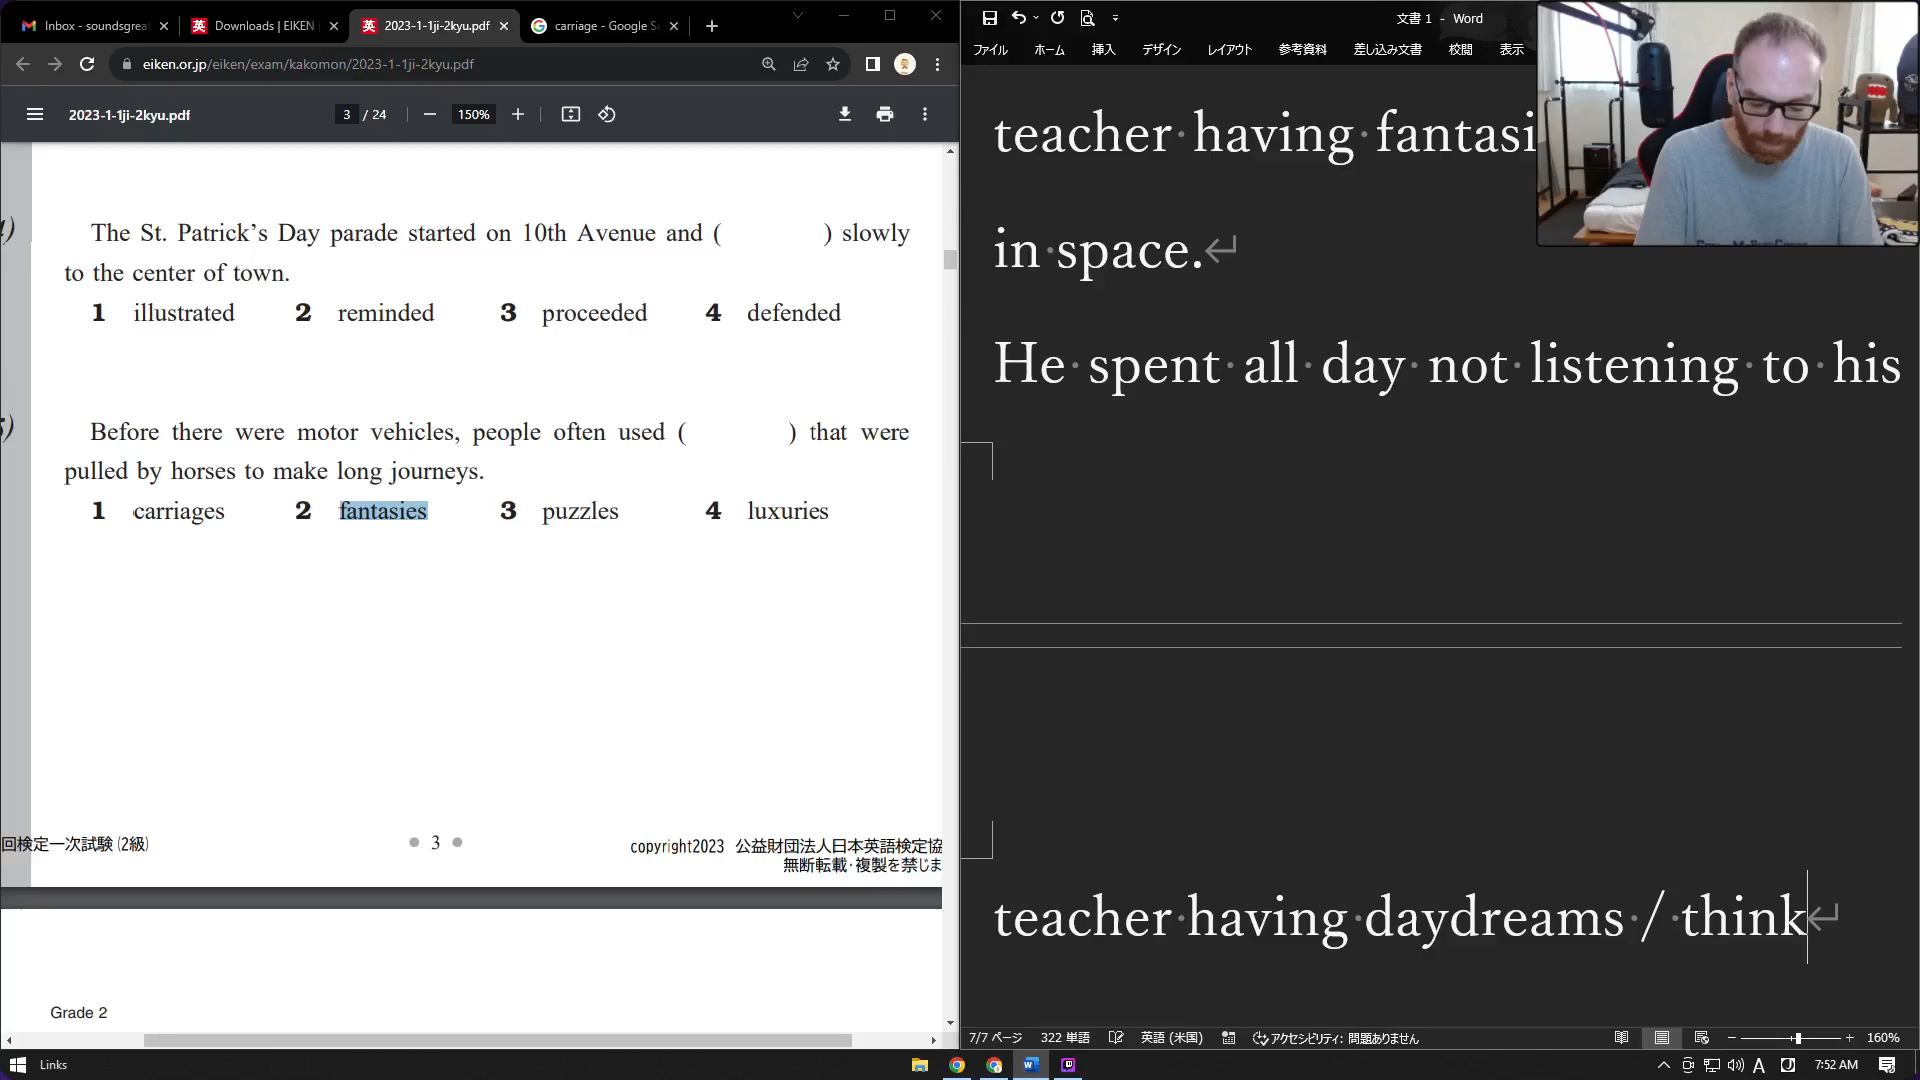 Inbox - soundsgreat
Downloads | EIKEN
2023-1-1ji-2kyu.pdf
carriage - Google Se
eiken.or.jp/eiken/exam/kakomon/2023-1-1ji-2kyu.pdf
2023-1-1ji-2kyu.pdf
3 / 24
150%
The St. Patrick's Day parade started on 10th Avenue and ( ) slowly
to the center of town.
1 illustrated 2 reminded 3 proceeded 4 defended
Before there were motor vehicles, people often used ( ) that were
pulled by horses to make long journeys.
1 carriages 2 fantasies 3 puzzles 4 luxuries
回検定一次試験(2級)
3
copyright2023 公益財団法人日本英語検定協
無断転載・複製を禁じま
Grade 2
文書 1 - Word
ファイル ホーム 挿入 デザイン レイアウト 参考資料 差し込み文書 校閲 表示
teacher having fantasi
in space.
He spent all day not listening to his
teacher having daydreams / think
7/7 ページ 322 単語 英語 (米国) アクセシビリティ: 問題ありません 160%
Links
A
7:52 AM